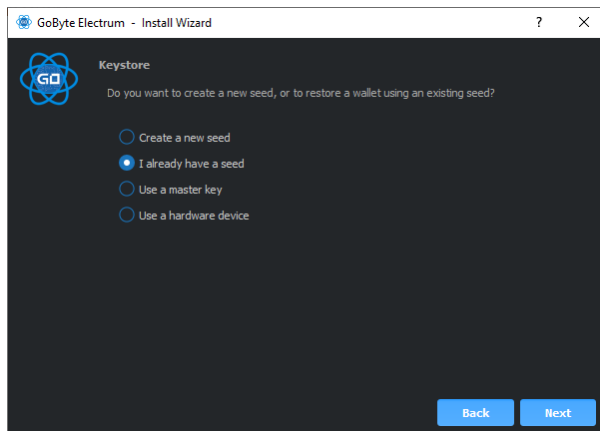 GoByte Electrum - Install Wizard
GO
Keystore
Do you want to create a new seed, or to restore a wallet using an existing seed?
Create a new seed
I already have a seed
Use a master key
Use a hardware device
Back Next